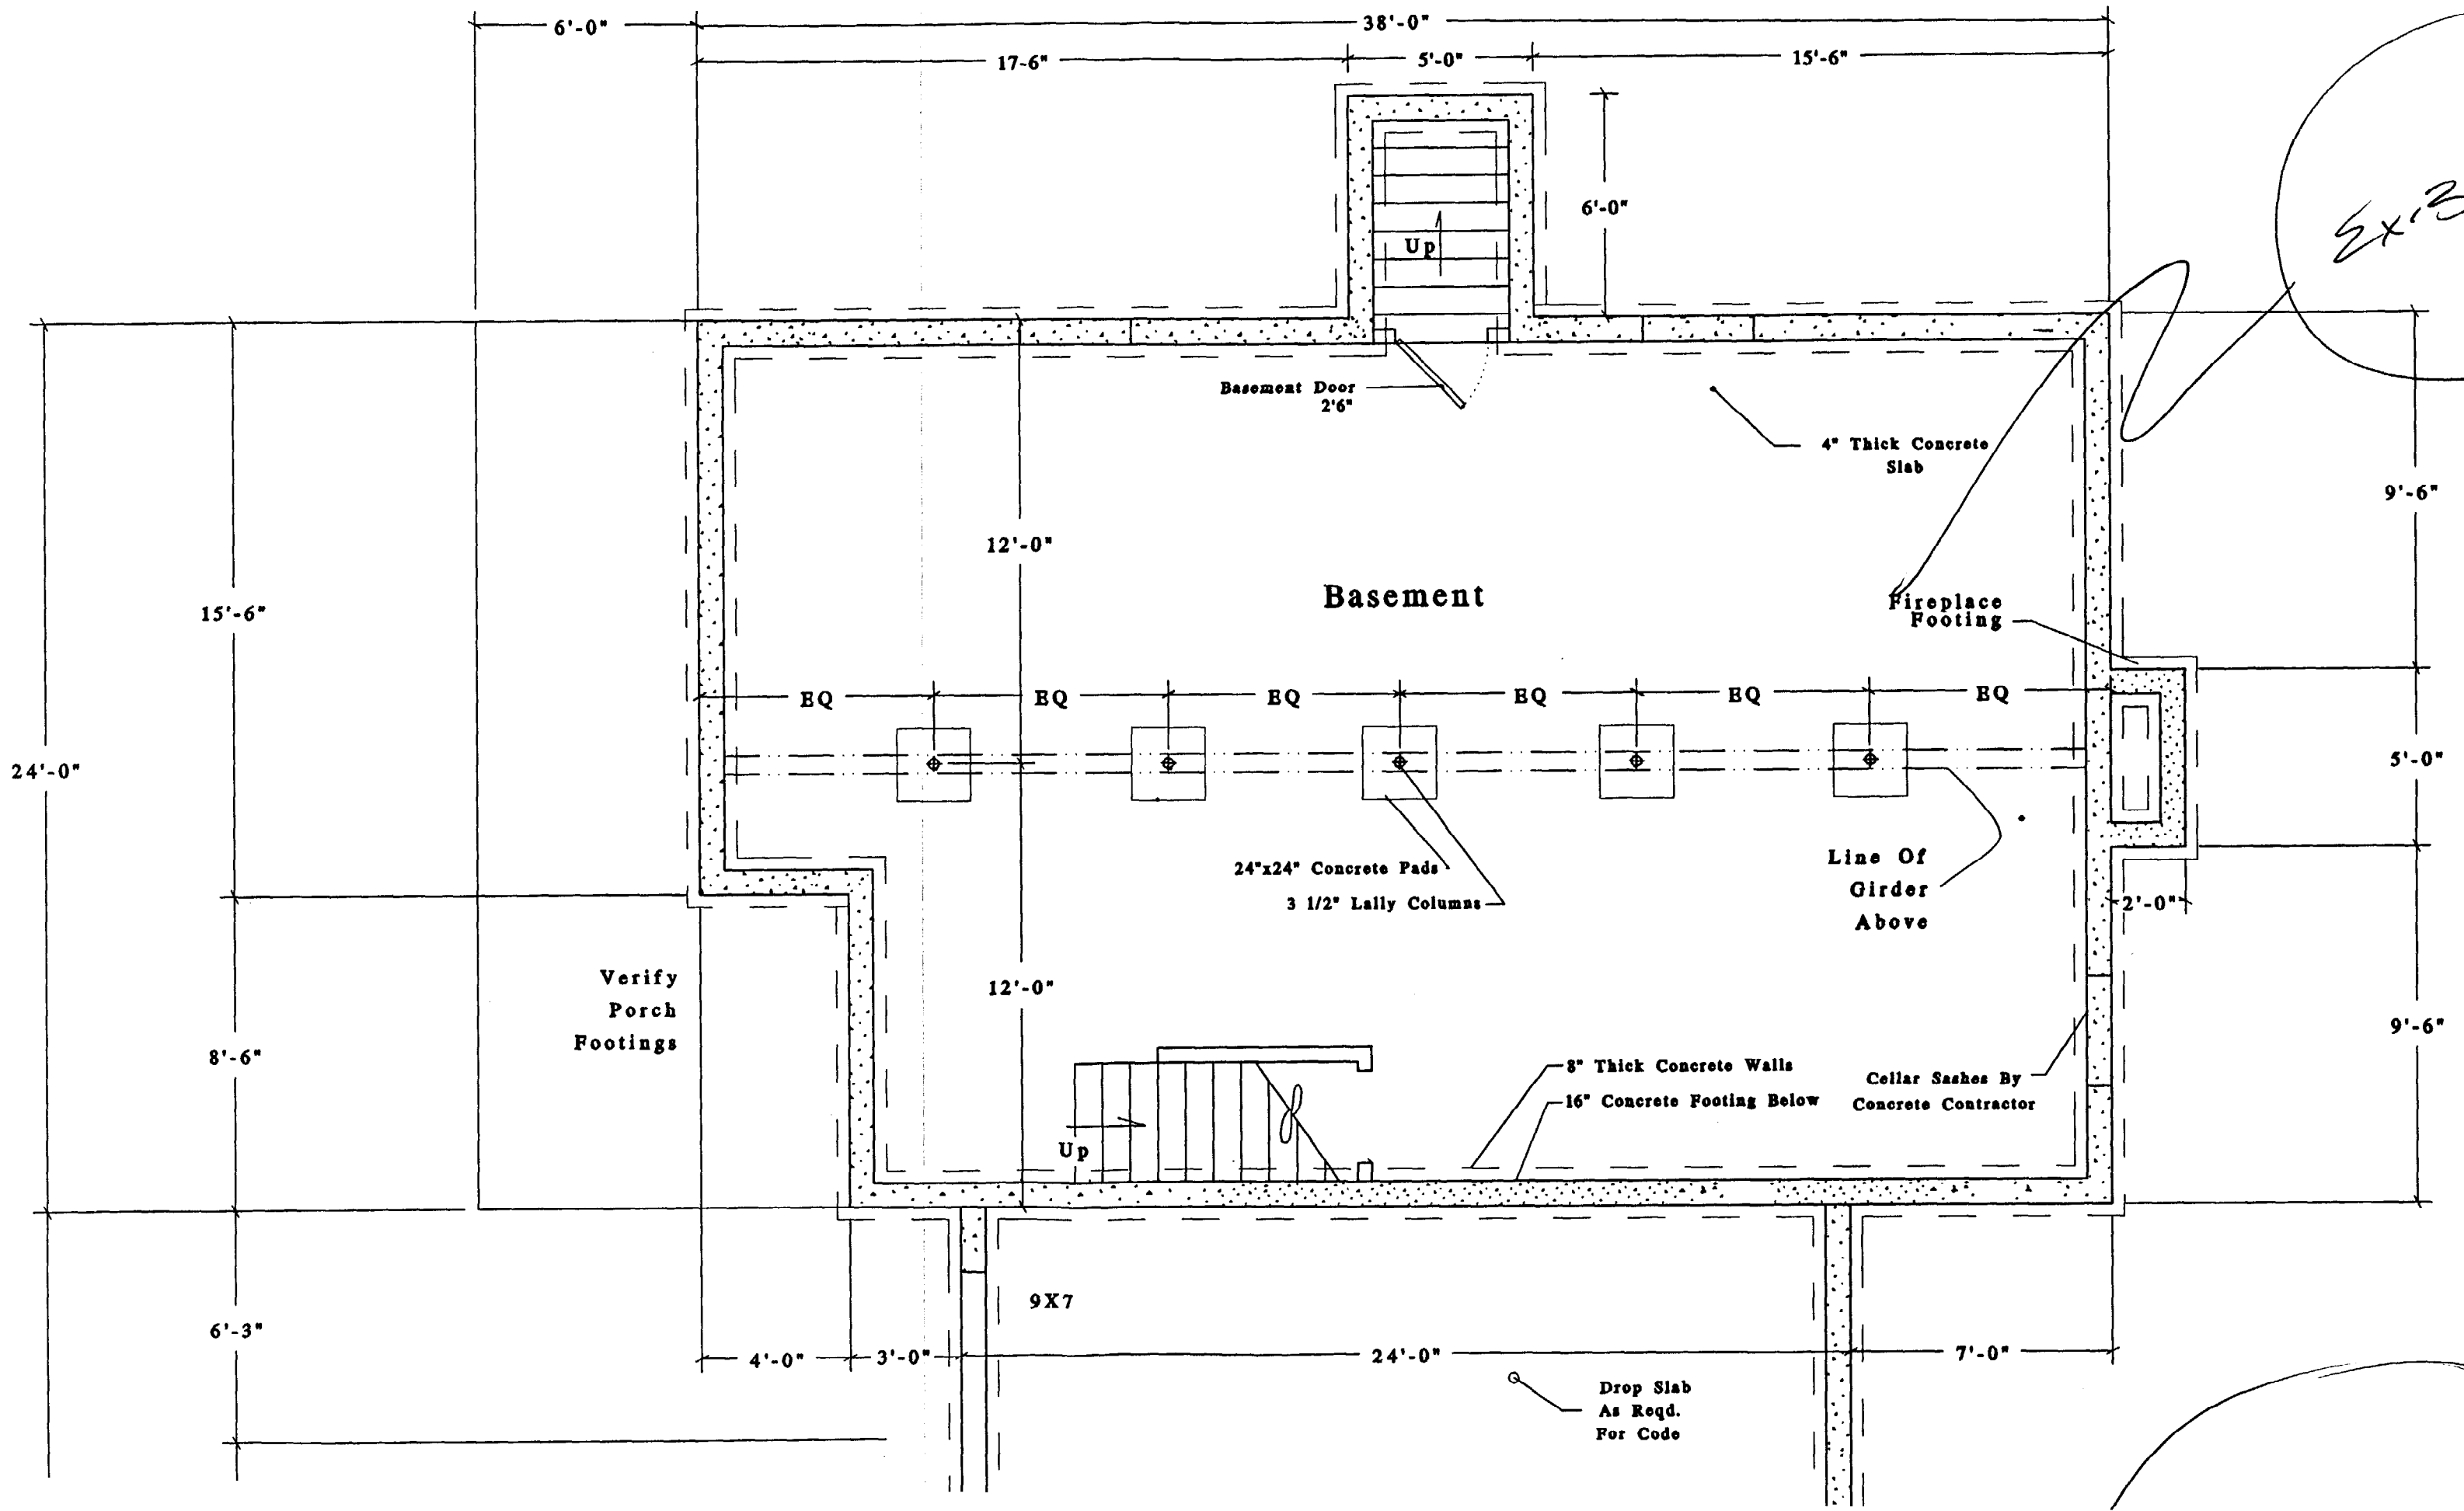 6'-0"
38'-0"
17-6"
5'-0"
15'-6"
6'-0"
Up
Basement Door
2'6"
4" Thick Concrete
Slab
9'-6"
12'-0"
Basement
15'-6"
Fireplace
Footing
EQ
EQ
EQ
EQ
EQ
EQ
24'-0"
5'-0"
24"x24" Concrete Pads
3 1/2" Lally Columns
Line Of
Girder
Above
2'-0"
Verify
Porch
Footings
12'-0"
8'-6"
9'-6"
8" Thick Concrete Walls
16" Concrete Footing Below
Cellar Sashes By
Concrete Contractor
Up
9X7
6'-3"
4'-0"
3'-0"
24'-0"
7'-0"
Drop Slab
As Reqd.
For Code